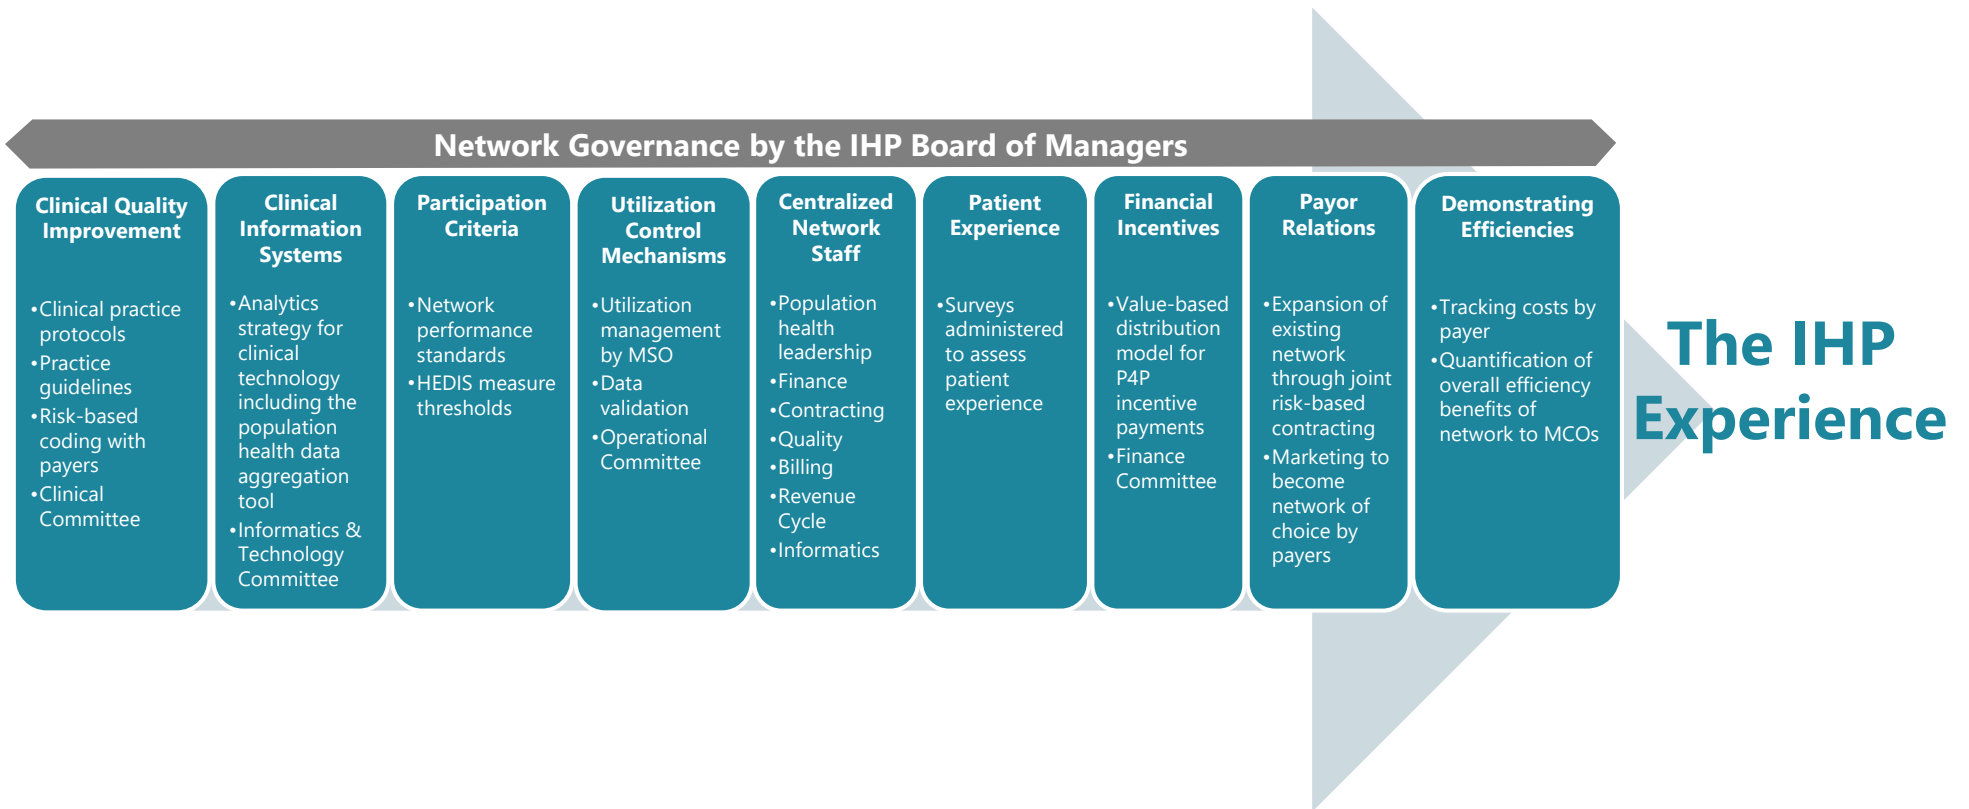 Network Governance by the IHP Board of Managers
Clinical Quality
Improvement
•Clinical practice
protocols
•Practice
guidelines
•Risk-based
coding with
payers
•Clinical
Committee
Clinical
Information
Systems
•Analytics
strategy for
clinical
technology
including the
population
health data
aggregation
tool
•Informatics &
Technology
Committee
Participation
Criteria
•Network
performance
standards
•HEDIS measure
thresholds
Utilization
Control
Mechanisms
•Utilization
management
by MSO
•Data
validation
•Operational
Committee
Centralized
Network
Staff
•Population
health
leadership
•Finance
•Contracting
•Quality
•Billing
•Revenue
Cycle
•Informatics
Patient
Experience
•Surveys
administered
to assess
patient
experience
Financial
Incentives
•Value-based
distribution
model for
P4P
incentive
payments
•Finance
Committee
Payor
Relations
•Expansion of
existing
network
through joint
risk-based
contracting
•Marketing to
become
network of
choice by
payers
Demonstrating
Efficiencies
•Tracking costs by
payer
•Quantification of
overall efficiency
benefits of
network to MCOs
The IHP
Experience